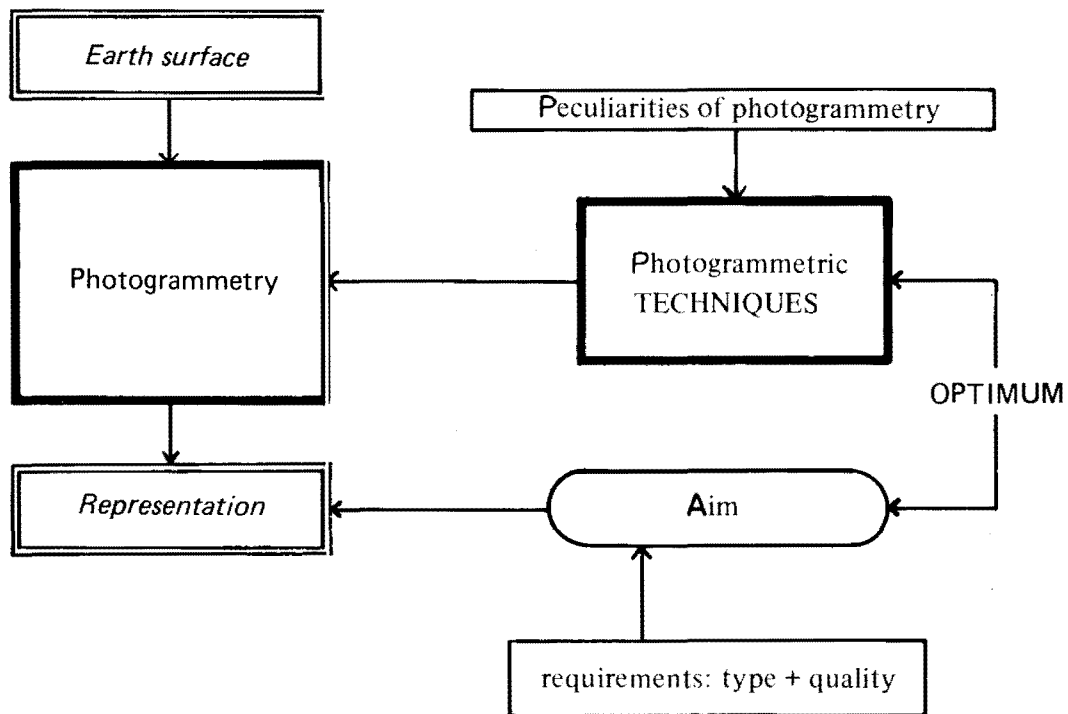 Earth surface
Peculiarities of photogrammetry
Photogrammetry
Photogrammetric
TECHNIQUES
OPTIMUM
Representation
Aim
requirements: type + quality